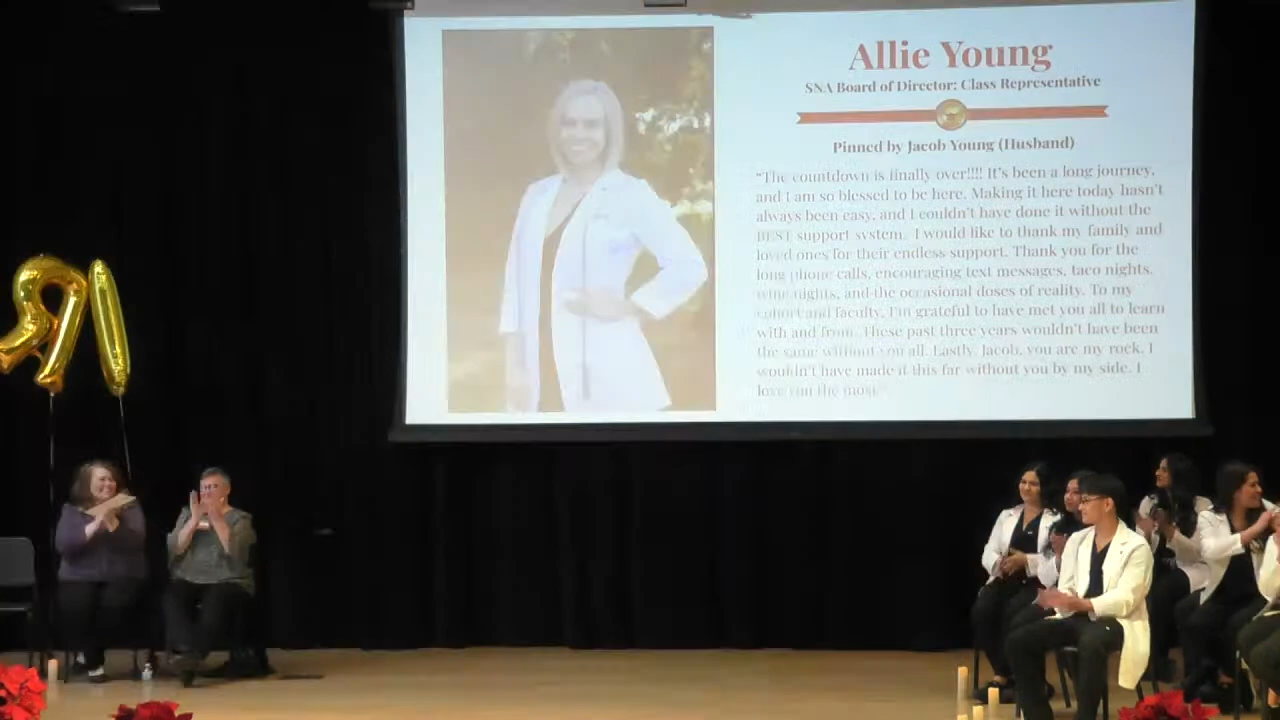 Allie Young
SNA Board of Director: Class Representative
Pinned by Jacob Young (Husband)
"The countdown is finally over!!!! It's been a long journey,
and I am so blessed to be here. Making it here today hasn't
always been easy, and I couldn't have done it without the
BEST support system. I would like to thank my family and
loved ones for their endless support. Thank you for the
long phone calls, encouraging text messages, taco nights,
wine nights, and the occasional doses of reality. To my
cohort and faculty, I'm grateful to have met you all to learn
with and from. These past three years wouldn't have been
the same without you all. Lastly, Jacob, you are my rock. I
wouldn't have made it this far without you by my side. I
love you the most."
R